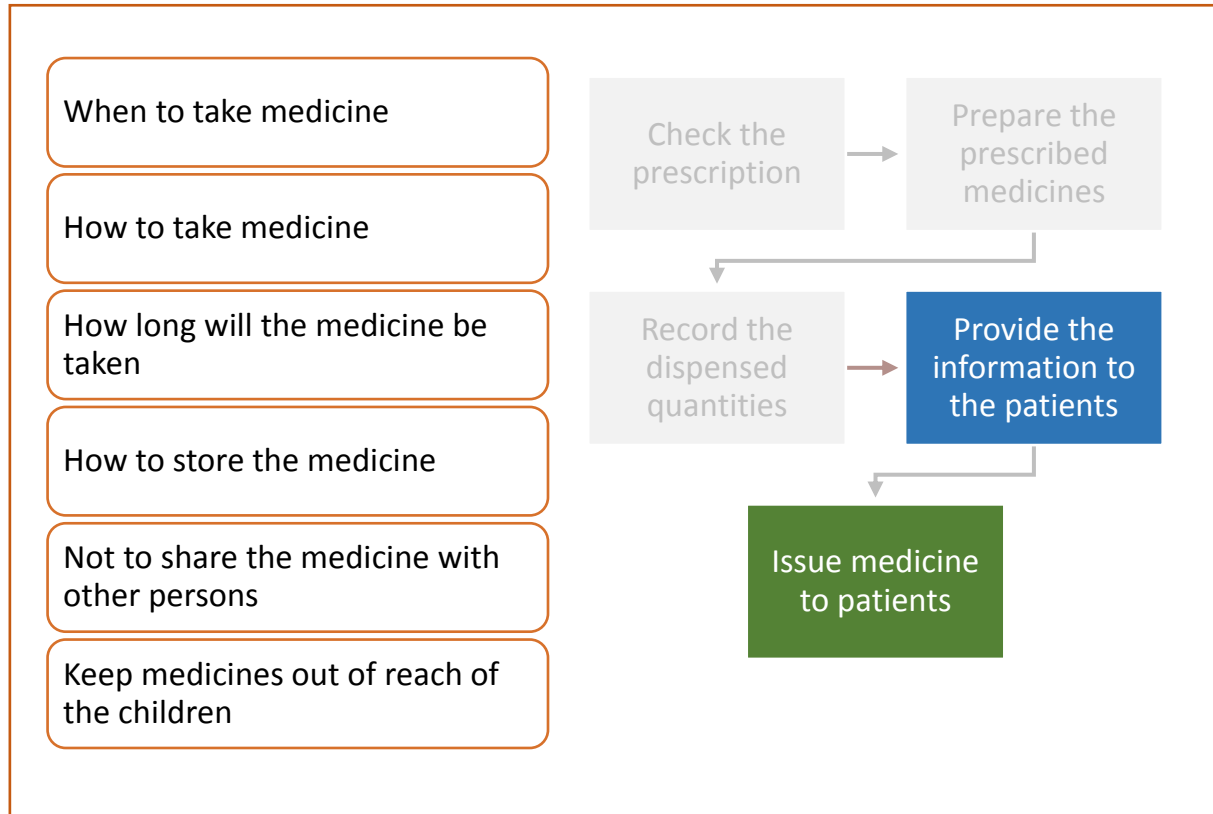 When to take medicine
How to take medicine
How long will the medicine be
taken
How to store the medicine
Not to share the medicine with
other persons
Keep medicines out of reach of
the children
Check the
prescription
Prepare the
prescribed
medicines
Record the
dispensed
quantities
Provide the
information to
the patients
Issue medicine
to patients